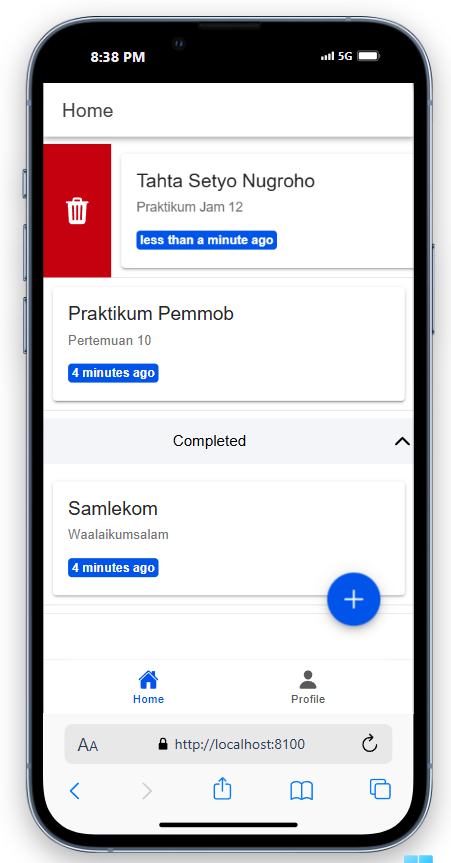 8:38 PM
5G
Home
Tahta Setyo Nugroho
Praktikum Jam 12
less than a minute ago
Praktikum Pemmob
Pertemuan 10
4 minutes ago
Completed
Samlekom
Waalaikumsalam
4 minutes ago
Home
Profile
AA
http://localhost:8100